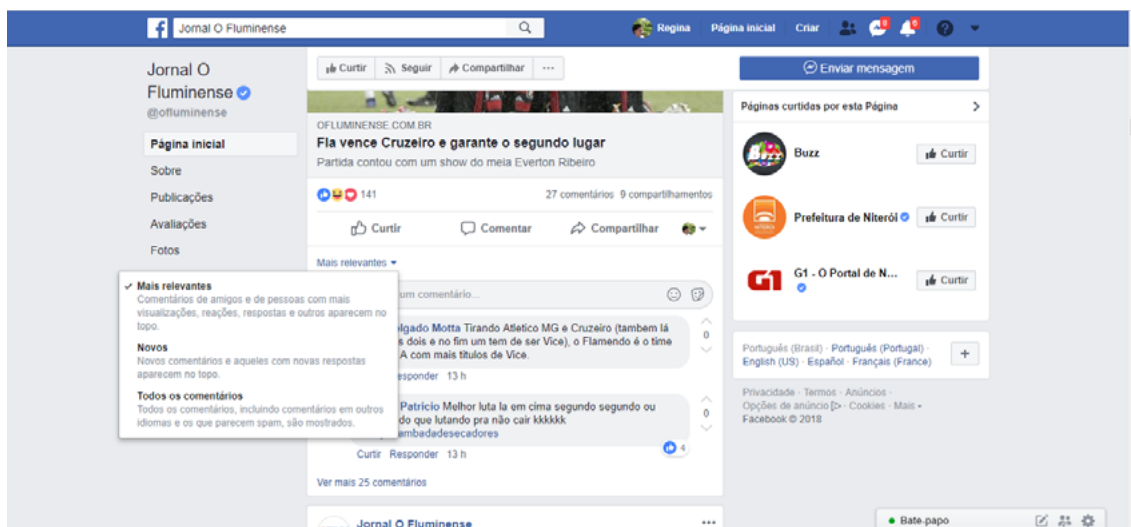 Jornal O Fluminense
Regina Página inicial Criar
Jornal O
Fluminense
@ofluminense
Página inicial
Sobre
Publicações
Avaliações
Fotos
Curtir Seguir Compartilhar ...
OFLUMINENSE.COM.BR
Fla vence Cruzeiro e garante o segundo lugar
Partida contou com um show do meia Everton Ribeiro
141 27 comentários 9 compartilhamentos
Curtir Comentar Compartilhar
Mais relevantes
um comentário...
Mais relevantes
Comentários de amigos e de pessoas com mais
visualizações, reações, respostas e outros aparecem no
topo.
Novos
Novos comentários e aqueles com novas respostas
aparecem no topo.
Todos os comentários
Todos os comentários, incluindo comentários em outros
idiomas e os que parecem spam, são mostrados.
Motta Tirando Atletico MG e Cruzeiro (tambem lá
s dois e no fim um tem de ser Vice), o Flamendo é o time
A com mais titulos de Vice.
esponder 13 h
0
Patricio Melhor luta la em cima segundo segundo ou
do que lutando pra não cair kkkkkk
ambadadesecadores
4
0
Curtir Responder 13 h
Ver mais 25 comentários
Jornal O Fluminense
...
Enviar mensagem
Páginas curtidas por esta Página
Buzz Curtir
Prefeitura de Niterói Curtir
G1 - O Portal de N... Curtir
Português (Brasil) · Português (Portugal) ·
English (US) · Español · Français (France)
Privacidade · Termos · Anúncios ·
Opções de anúncio · Cookies · Mais
Facebook © 2018
Bate-papo